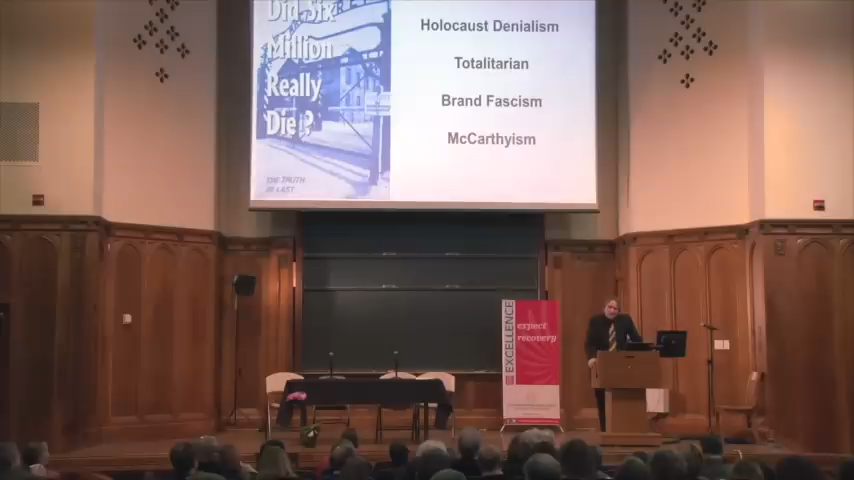 Did Six
Million
Really
Die?
THE TRUTH
AT LAST
Holocaust Denialism
Totalitarian
Brand Fascism
McCarthyism
EXCELLENCE
expect
recovery